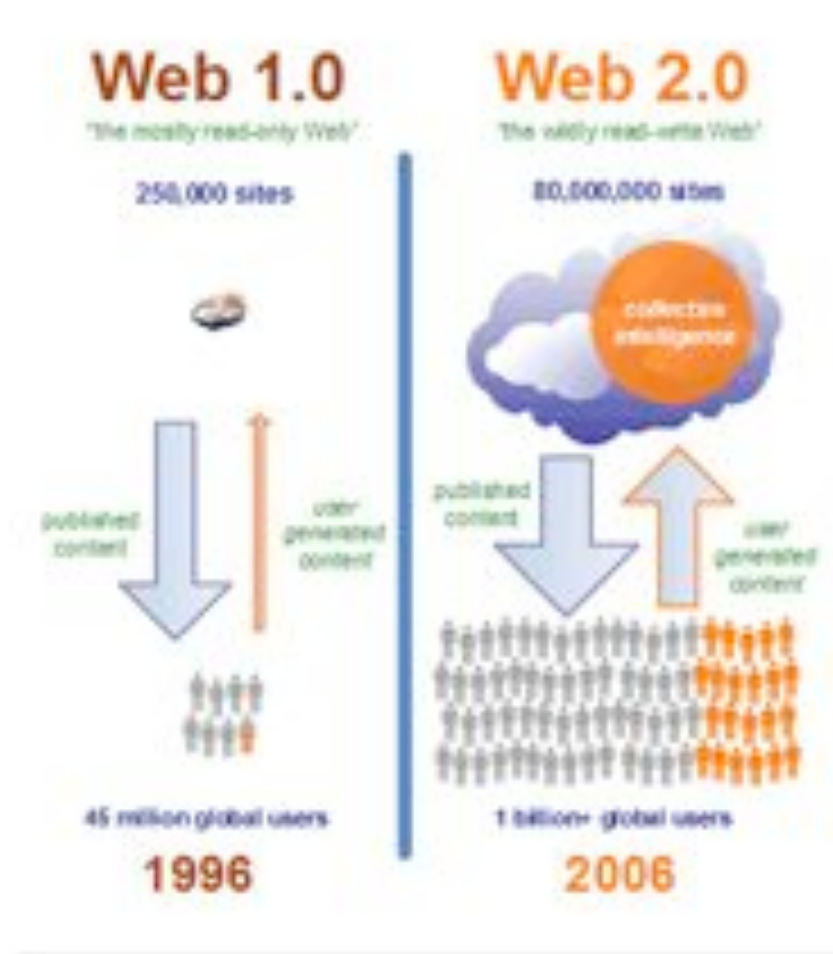 Web 1.0
"the mostly read-only Web"
250,000 sites
published
content
user
generated
content
45 million global users
1996
Web 2.0
"the wildly read-write Web"
80,000,000 sites
collective
intelligence
published
content
user
generated
content
1 billion+ global users
2006